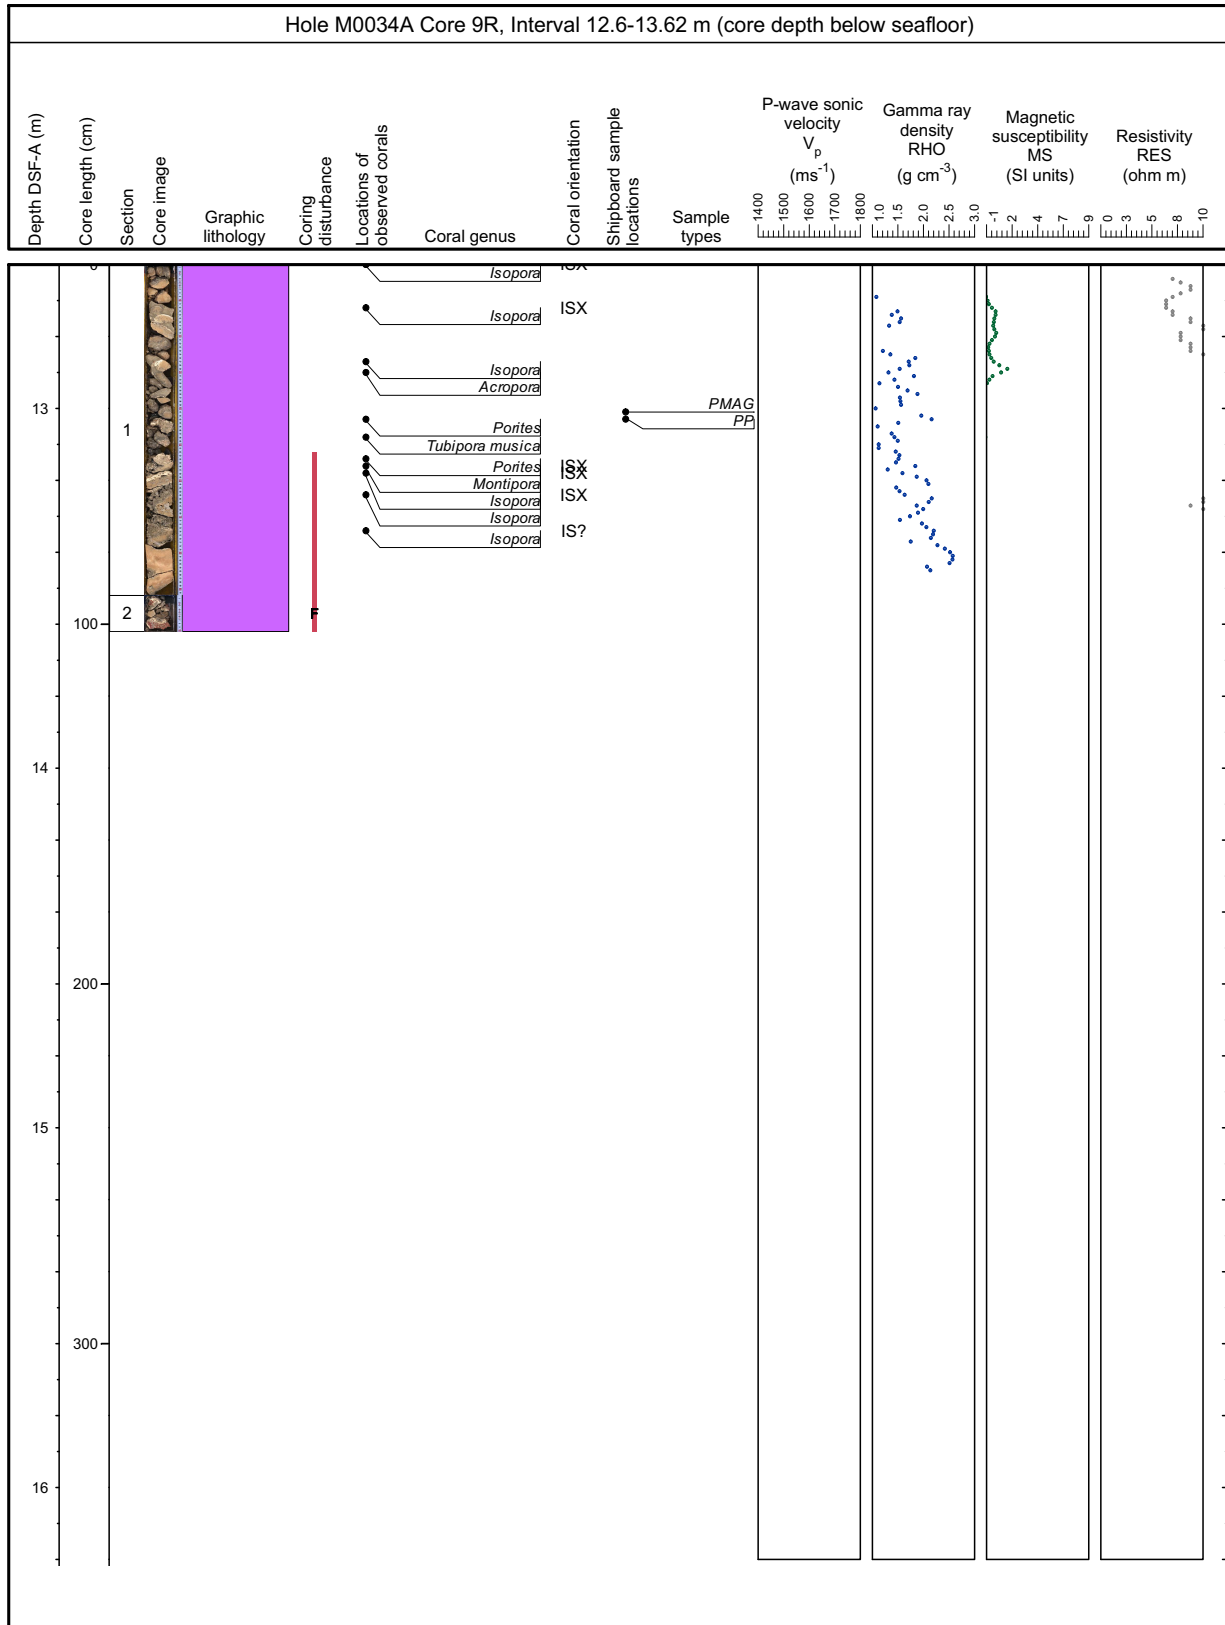 Hole M0034A Core 9R, Interval 12.6-13.62 m (core depth below seafloor)
Depth DSF-A (m)
Core length (cm)
Section
Core image
Graphic
lithology
Coring
disturbance
Locations of
observed corals
Coral genus
Coral orientation
Shipboard sample
locations
Sample
types
P-wave sonic
velocity
Vp
(ms-1)
1400 1500 1600 1700 1800
Gamma ray
density
RHO
(g cm-3)
1.0 1.5 2.0 2.5 3.0
Magnetic
susceptibility
MS
(SI units)
-1 2 4 7 9
Resistivity
RES
(ohm m)
0 3 5 8 10
0
Isopora
ISX
Isopora
ISX
Isopora
Acropora
13
1
PMAG
PP
Porites
Tubipora musica
Porites
ISX
Montipora
ISX
Isopora
ISX
Isopora
Isopora
IS?
2
F
100
14
200
15
300
16